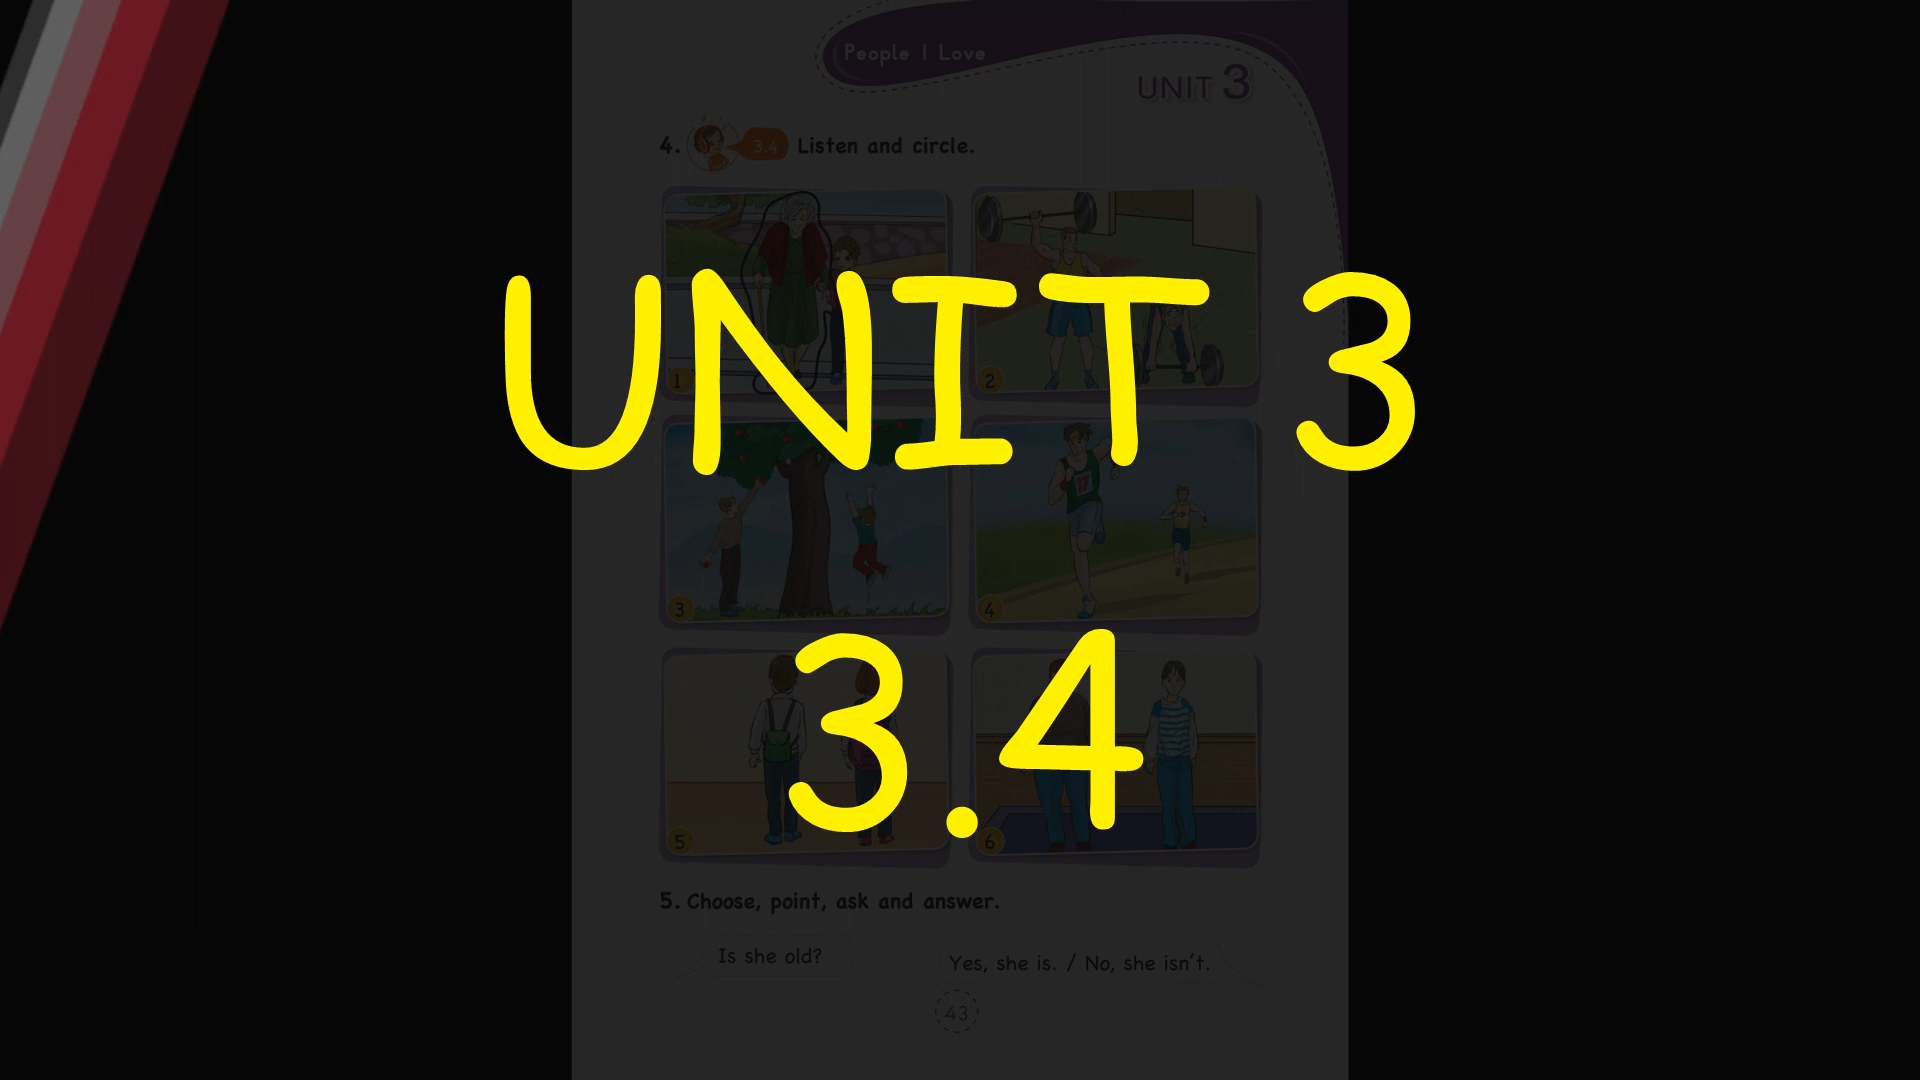 People I Love
UNIT 3
4. 3.4 Listen and circle.
UNIT 3
1
2
17
3
4
3.4
5
6
5. Choose, point, ask and answer.
Is she old?
Yes, she is. / No, she isn't.
43